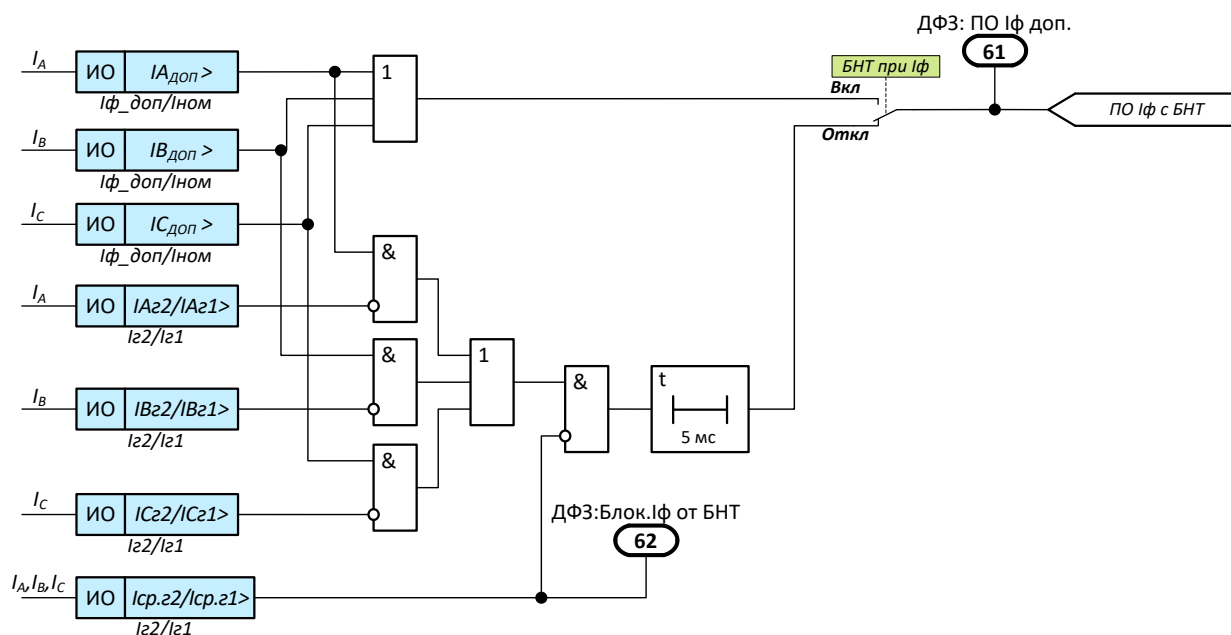 ДФЗ: ПО Iф доп.
61
БНТ при Iф
Вкл
Откл
ПО Iф с БНТ
IA ИО IAДОП > 1
Iф_доп/Iном
IB ИО IBДОП >
Iф_доп/Iном
IC ИО ICДОП >
Iф_доп/Iном
&
IA ИО IAг2/IAг1>
Iг2/Iг1
& 1 & t
5 мс
IB ИО IBг2/IBг1>
Iг2/Iг1
&
IC ИО ICг2/ICг1>
Iг2/Iг1
ДФЗ:Блок.Iф от БНТ
62
IA,IB,IC ИО Iср.г2/Iср.г1>
Iг2/Iг1